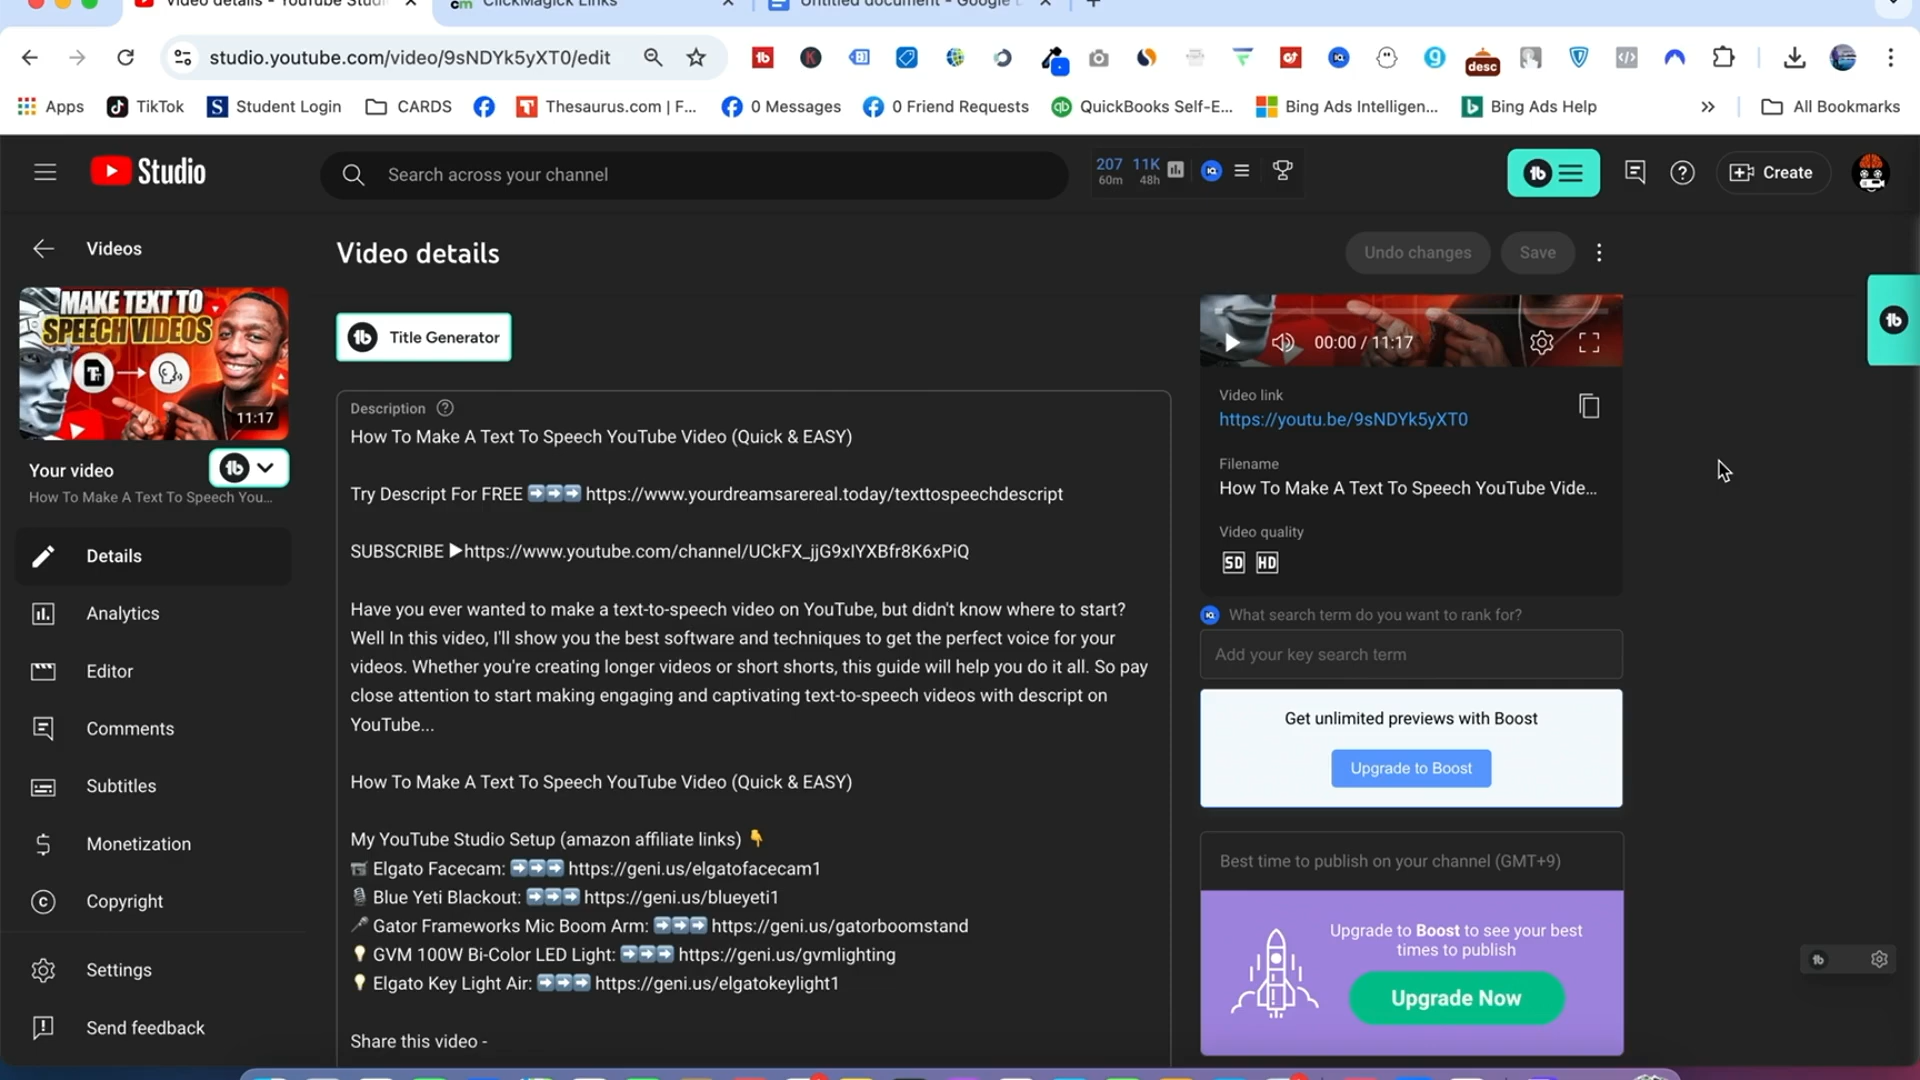 Video details - YouTube Studi
ClickMagick Links
Untitled document - Google
studio.youtube.com/video/9sNDYk5yXT0/edit
desc
Apps
TikTok
Student Login
CARDS
Thesaurus.com | F...
0 Messages
0 Friend Requests
QuickBooks Self-E...
Bing Ads Intelligen...
Bing Ads Help
All Bookmarks
Studio
Search across your channel
207 11K
60m 48h
Create
Videos
Video details
Undo changes
Save
MAKE TEXT TO
SPEECH VIDEOS
11:17
Title Generator
00:00 / 11:17
Your video
How To Make A Text To Speech You...
Details
Analytics
Editor
Comments
Subtitles
Monetization
Copyright
Settings
Send feedback
Description
How To Make A Text To Speech YouTube Video (Quick & EASY)
Try Descript For FREE ➡️➡️➡️ https://www.yourdreamsarereal.today/texttospeechdescript
SUBSCRIBE ▶https://www.youtube.com/channel/UCkFX_jjG9xIYXBfr8K6xPiQ
Have you ever wanted to make a text-to-speech video on YouTube, but didn't know where to start?
Well In this video, I'll show you the best software and techniques to get the perfect voice for your
videos. Whether you're creating longer videos or short shorts, this guide will help you do it all. So pay
close attention to start making engaging and captivating text-to-speech videos with descript on
YouTube...
How To Make A Text To Speech YouTube Video (Quick & EASY)
My YouTube Studio Setup (amazon affiliate links) 👇
Elgato Facecam: ➡️➡️➡️ https://geni.us/elgatofacecam1
Blue Yeti Blackout: ➡️➡️➡️ https://geni.us/blueyeti1
Gator Frameworks Mic Boom Arm: ➡️➡️➡️ https://geni.us/gatorboomstand
GVM 100W Bi-Color LED Light: ➡️➡️➡️ https://geni.us/gvmlighting
Elgato Key Light Air: ➡️➡️➡️ https://geni.us/elgatokeylight1
Share this video -
Video link
https://youtu.be/9sNDYk5yXT0
Filename
How To Make A Text To Speech YouTube Vide...
Video quality
SD HD
What search term do you want to rank for?
Add your key search term
Get unlimited previews with Boost
Upgrade to Boost
Best time to publish on your channel (GMT+9)
Upgrade to Boost to see your best
times to publish
Upgrade Now